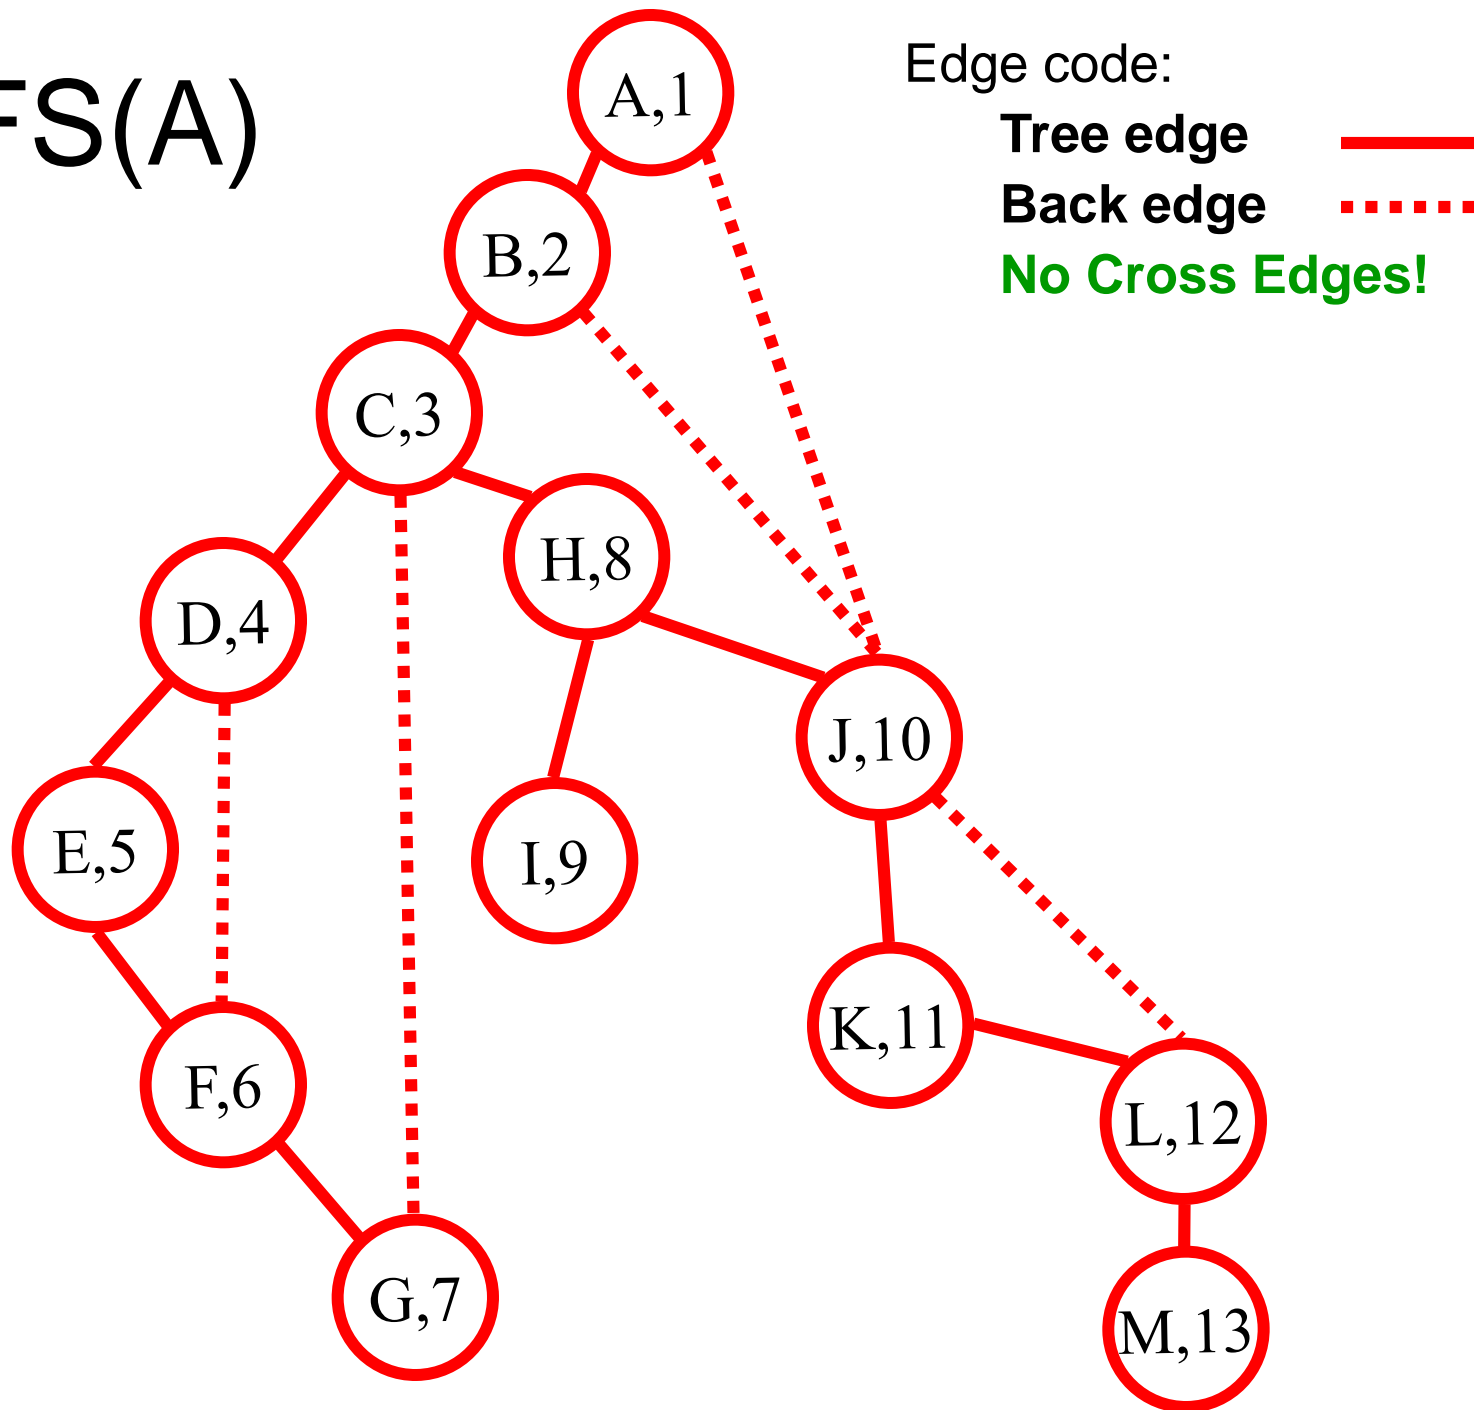 FS(A)
Edge code:
Tree edge
Back edge
No Cross Edges!
A,1
B,2
C,3
H,8
D,4
J,10
E,5
I,9
K,11
F,6
L,12
G,7
M,13